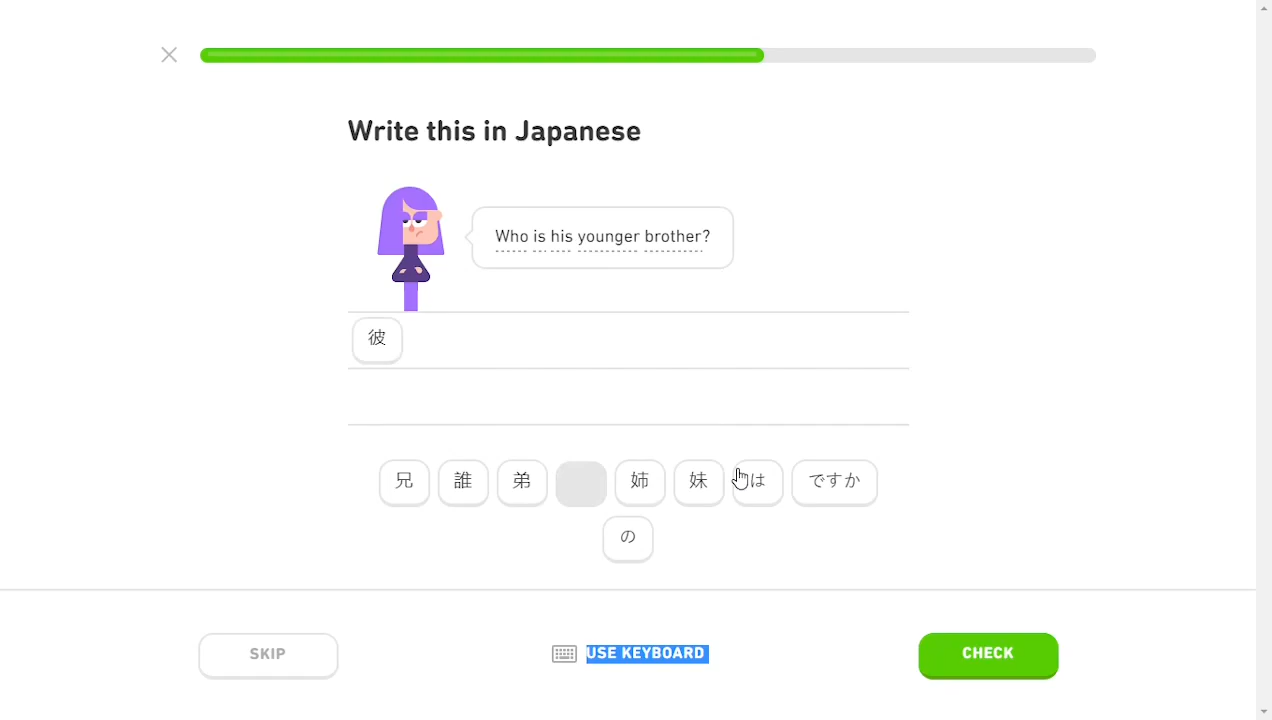 Write this in Japanese
Who is his younger brother?
彼
兄 誰 弟 姉 妹 は ですか
の
SKIP USE KEYBOARD CHECK